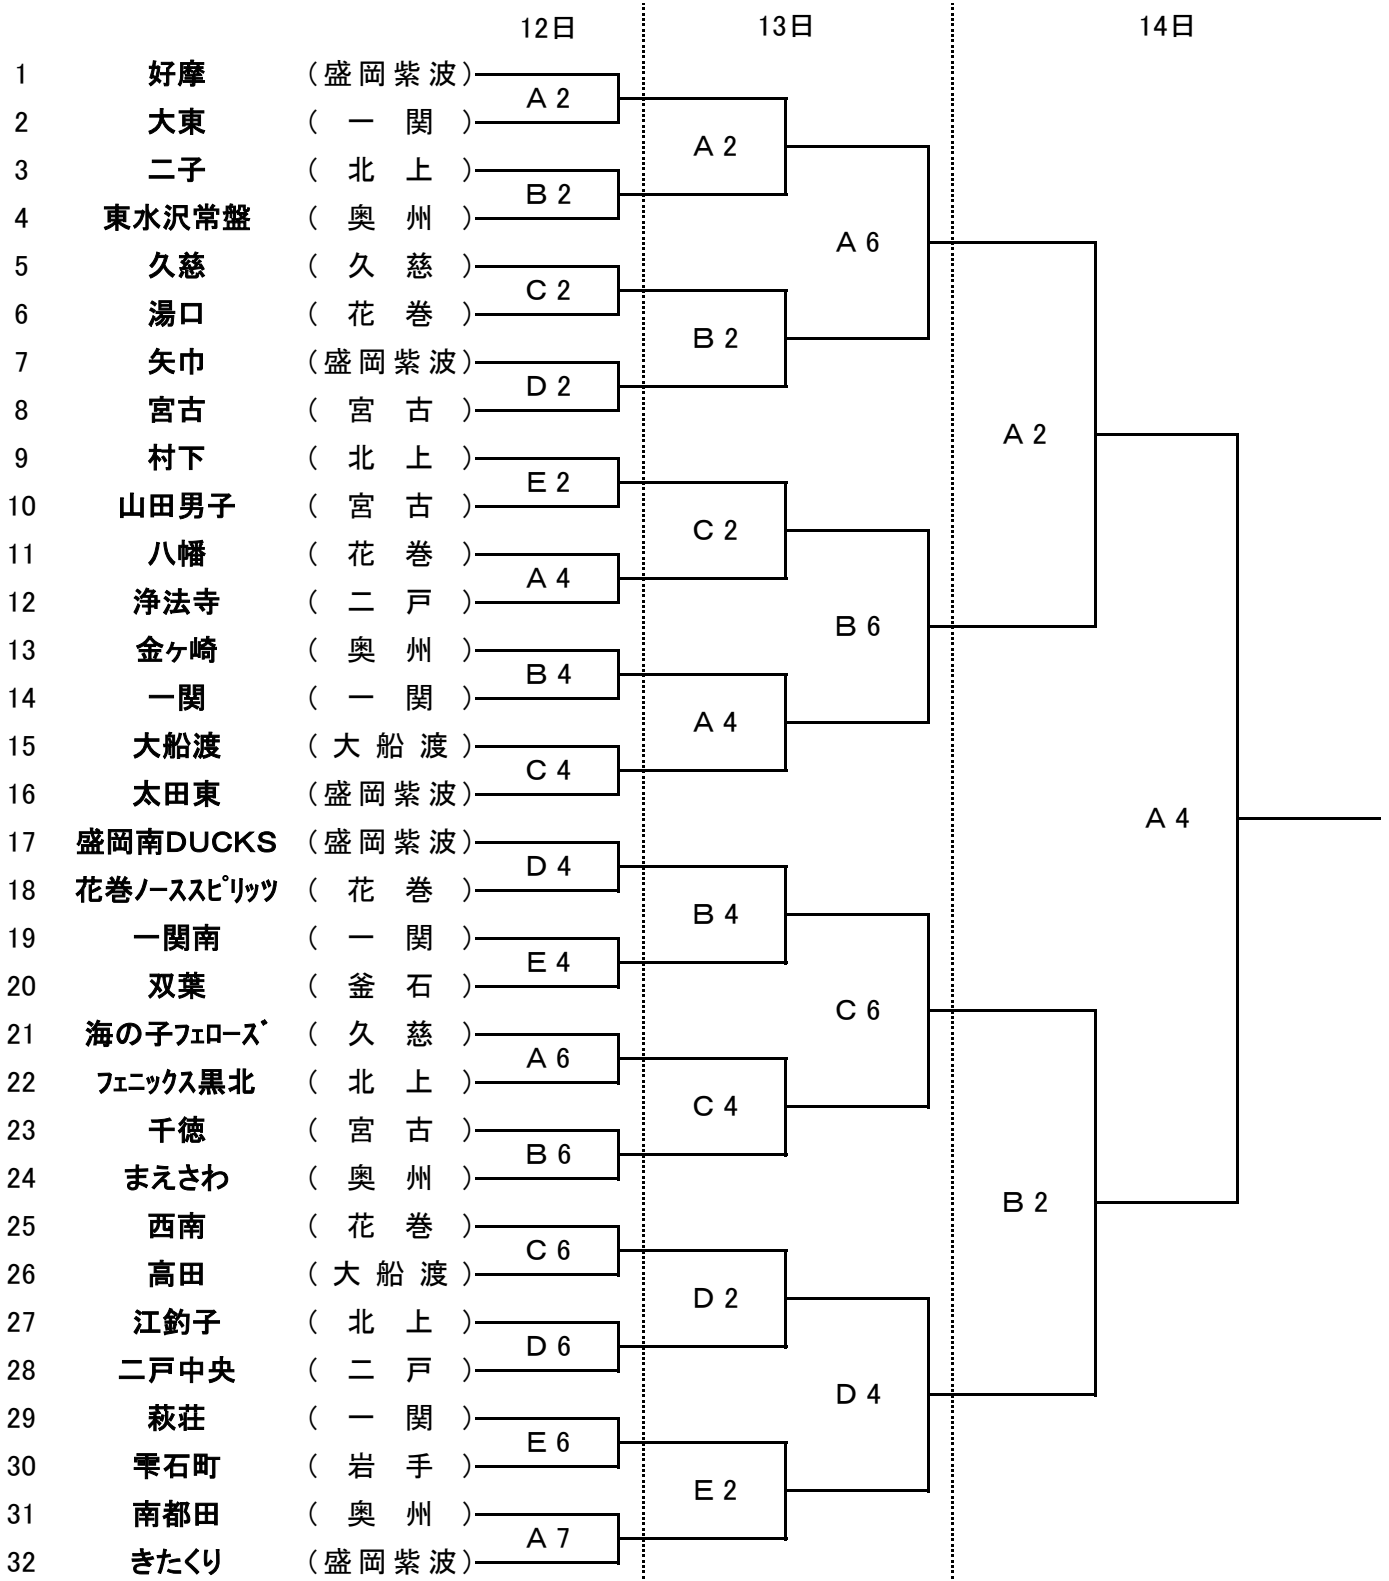 12日 13日 14日
1 好摩 (盛岡紫波)
A 2
2 大東 (一関)
A 2
3 二子 (北上)
B 2
4 東水沢常盤 (奥州)
A 6
5 久慈 (久慈)
C 2
6 湯口 (花巻)
B 2
7 矢巾 (盛岡紫波)
D 2
8 宮古 (宮古)
A 2
9 村下 (北上)
E 2
10 山田男子 (宮古)
C 2
11 八幡 (花巻)
A 4
12 浄法寺 (二戸)
B 6
13 金ヶ崎 (奥州)
B 4
14 一関 (一関)
A 4
15 大船渡 (大船渡)
C 4
16 太田東 (盛岡紫波)
A 4
17 盛岡南DUCKS (盛岡紫波)
D 4
18 花巻ノーススピリッツ (花巻)
B 4
19 一関南 (一関)
E 4
20 双葉 (釜石)
C 6
21 海の子フェローズ (久慈)
A 6
22 フェニックス黒北 (北上)
C 4
23 千徳 (宮古)
B 6
24 まえさわ (奥州)
B 2
25 西南 (花巻)
C 6
26 高田 (大船渡)
D 2
27 江釣子 (北上)
D 6
28 二戸中央 (二戸)
D 4
29 萩荘 (一関)
E 6
30 雫石町 (岩手)
E 2
31 南都田 (奥州)
A 7
32 きたくり (盛岡紫波)